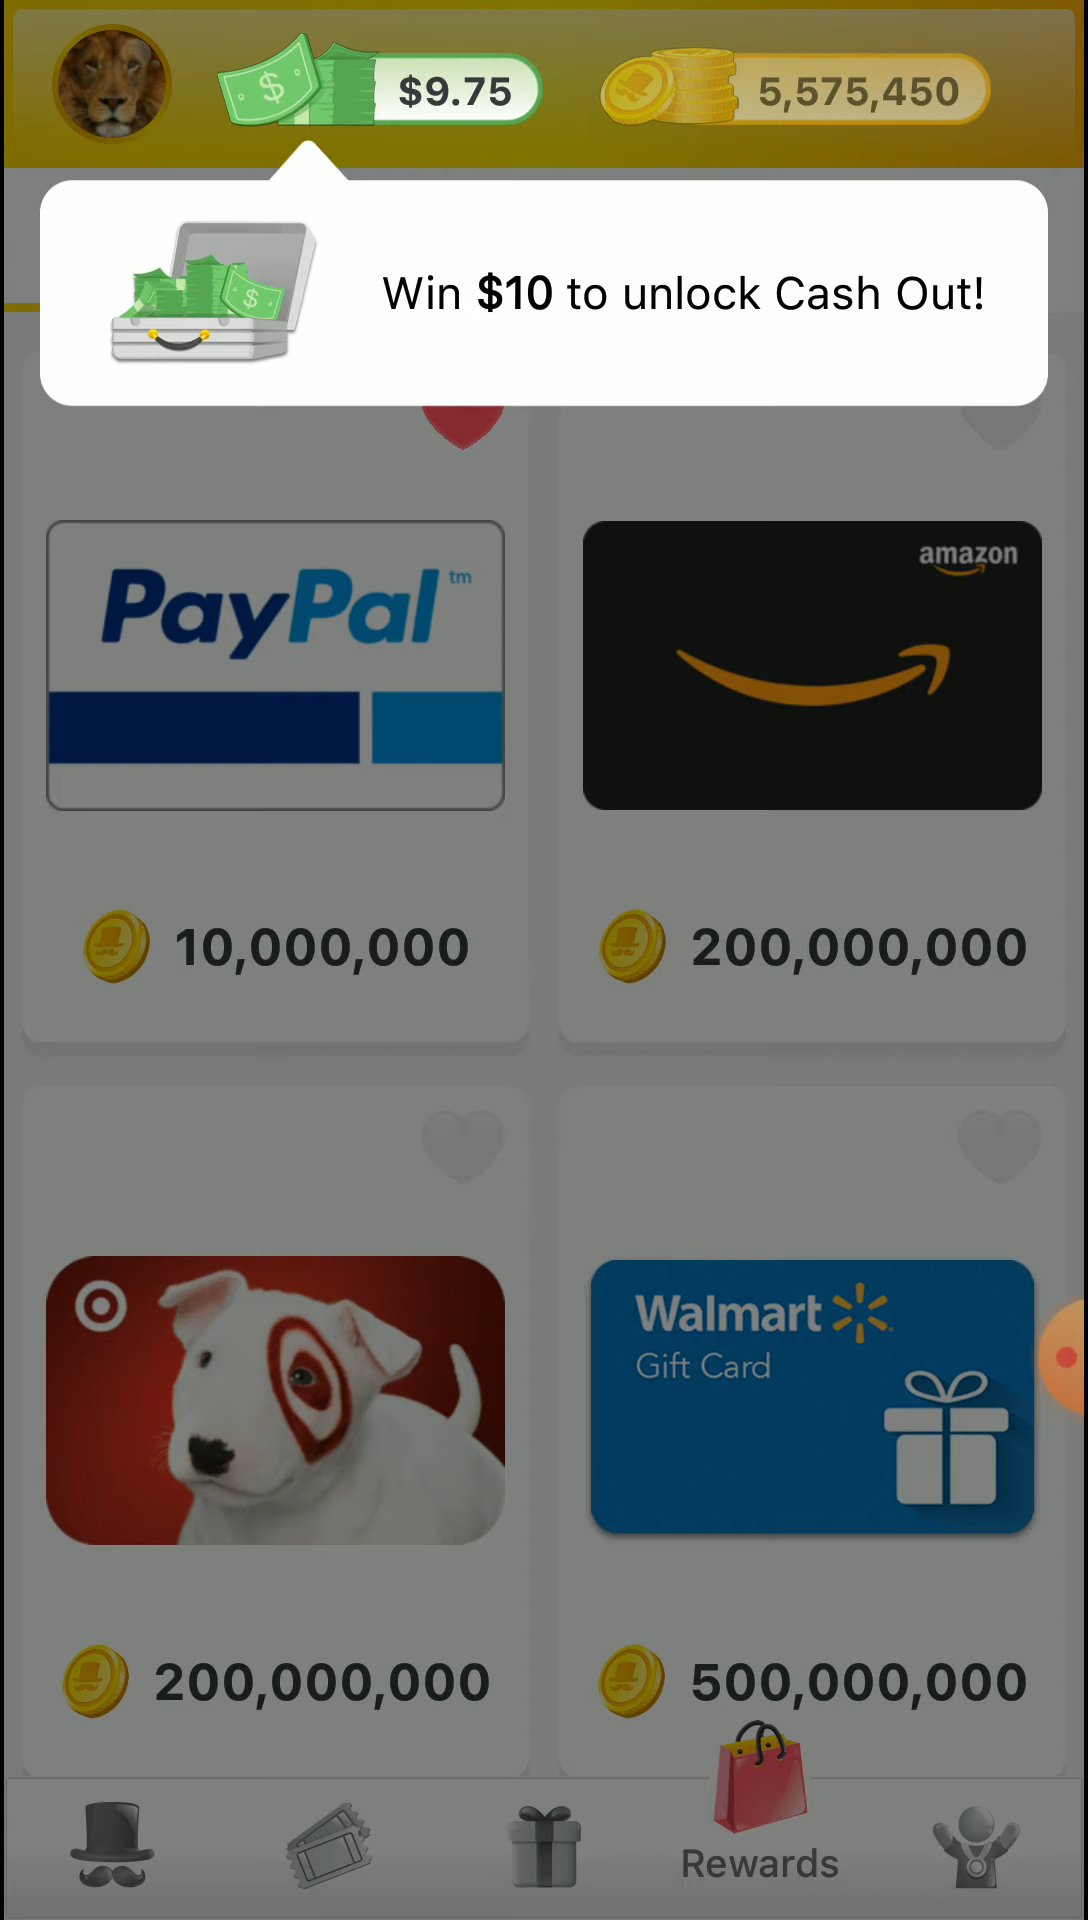 $9.75
5,575,450
Win $10 to unlock Cash Out!
PayPal tm
amazon
10,000,000
200,000,000
Walmart
Gift Card
200,000,000
500,000,000
Rewards